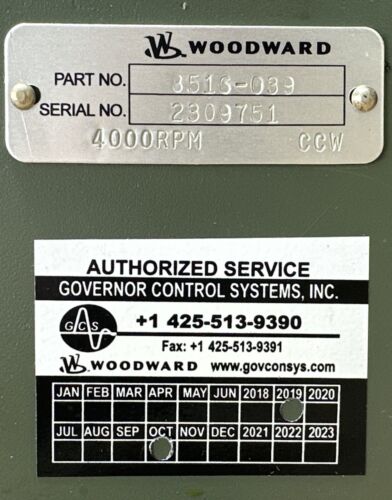 WOODWARD
PART NO. 8516-039
SERIAL NO. 2309751
4000RPM CCW
AUTHORIZED SERVICE
GOVERNOR CONTROL SYSTEMS, INC.
GCS
+1 425-513-9390
Fax: +1 425-513-9391
WOODWARD www.govconsys.com
JAN FEB MAR APR MAY JUN 2018 2019 2020
JUL AUG SEP OCT NOV DEC 2021 2022 2023